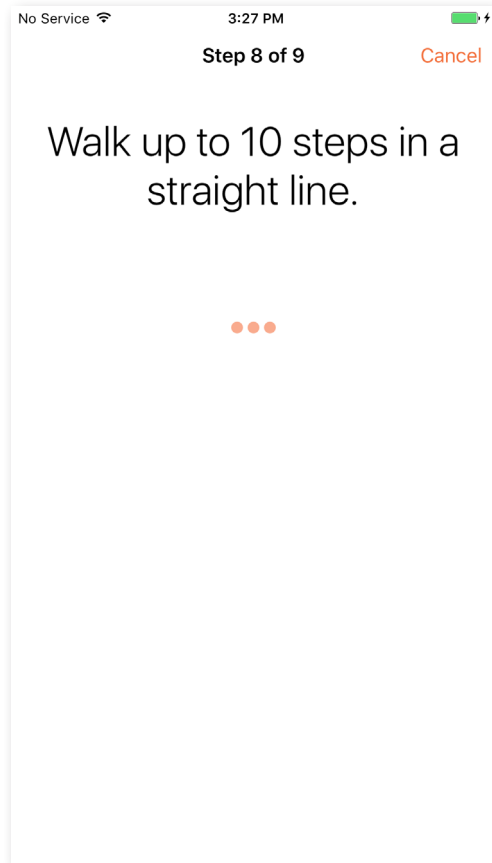 No Service 3:27 PM
Step 8 of 9 Cancel
Walk up to 10 steps in a
straight line.